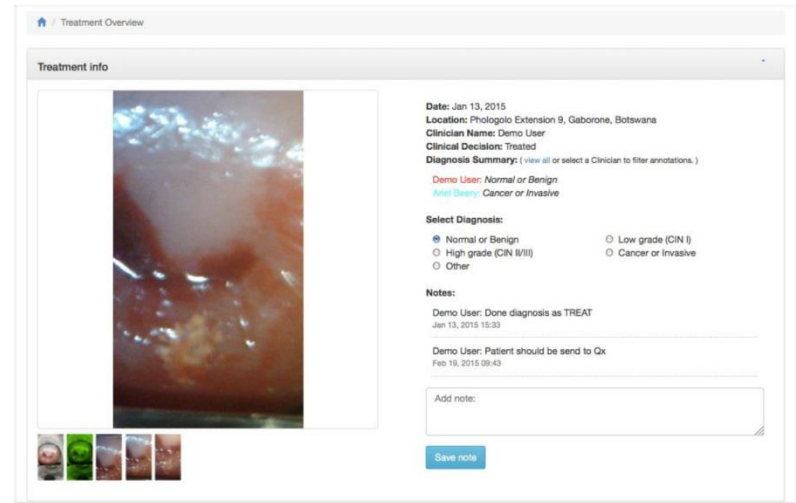 / Treatment Overview
Treatment info
Date: Jan 13, 2015
Location: Phologolo Extension 9, Gaborone, Botswana
Clinician Name: Demo User
Clinical Decision: Treated
Diagnosis Summary: ( view all or select a Clinician to filter annotations. )
Demo User: Normal or Benign
Ariel Beery: Cancer or Invasive
Select Diagnosis:
Normal or Benign Low grade (CIN I)
High grade (CIN II/III) Cancer or Invasive
Other
Notes:
Demo User: Done diagnosis as TREAT
Jan 13, 2015 15:33
Demo User: Patient should be send to Qx
Feb 19, 2015 09:43
Add note:
Save note